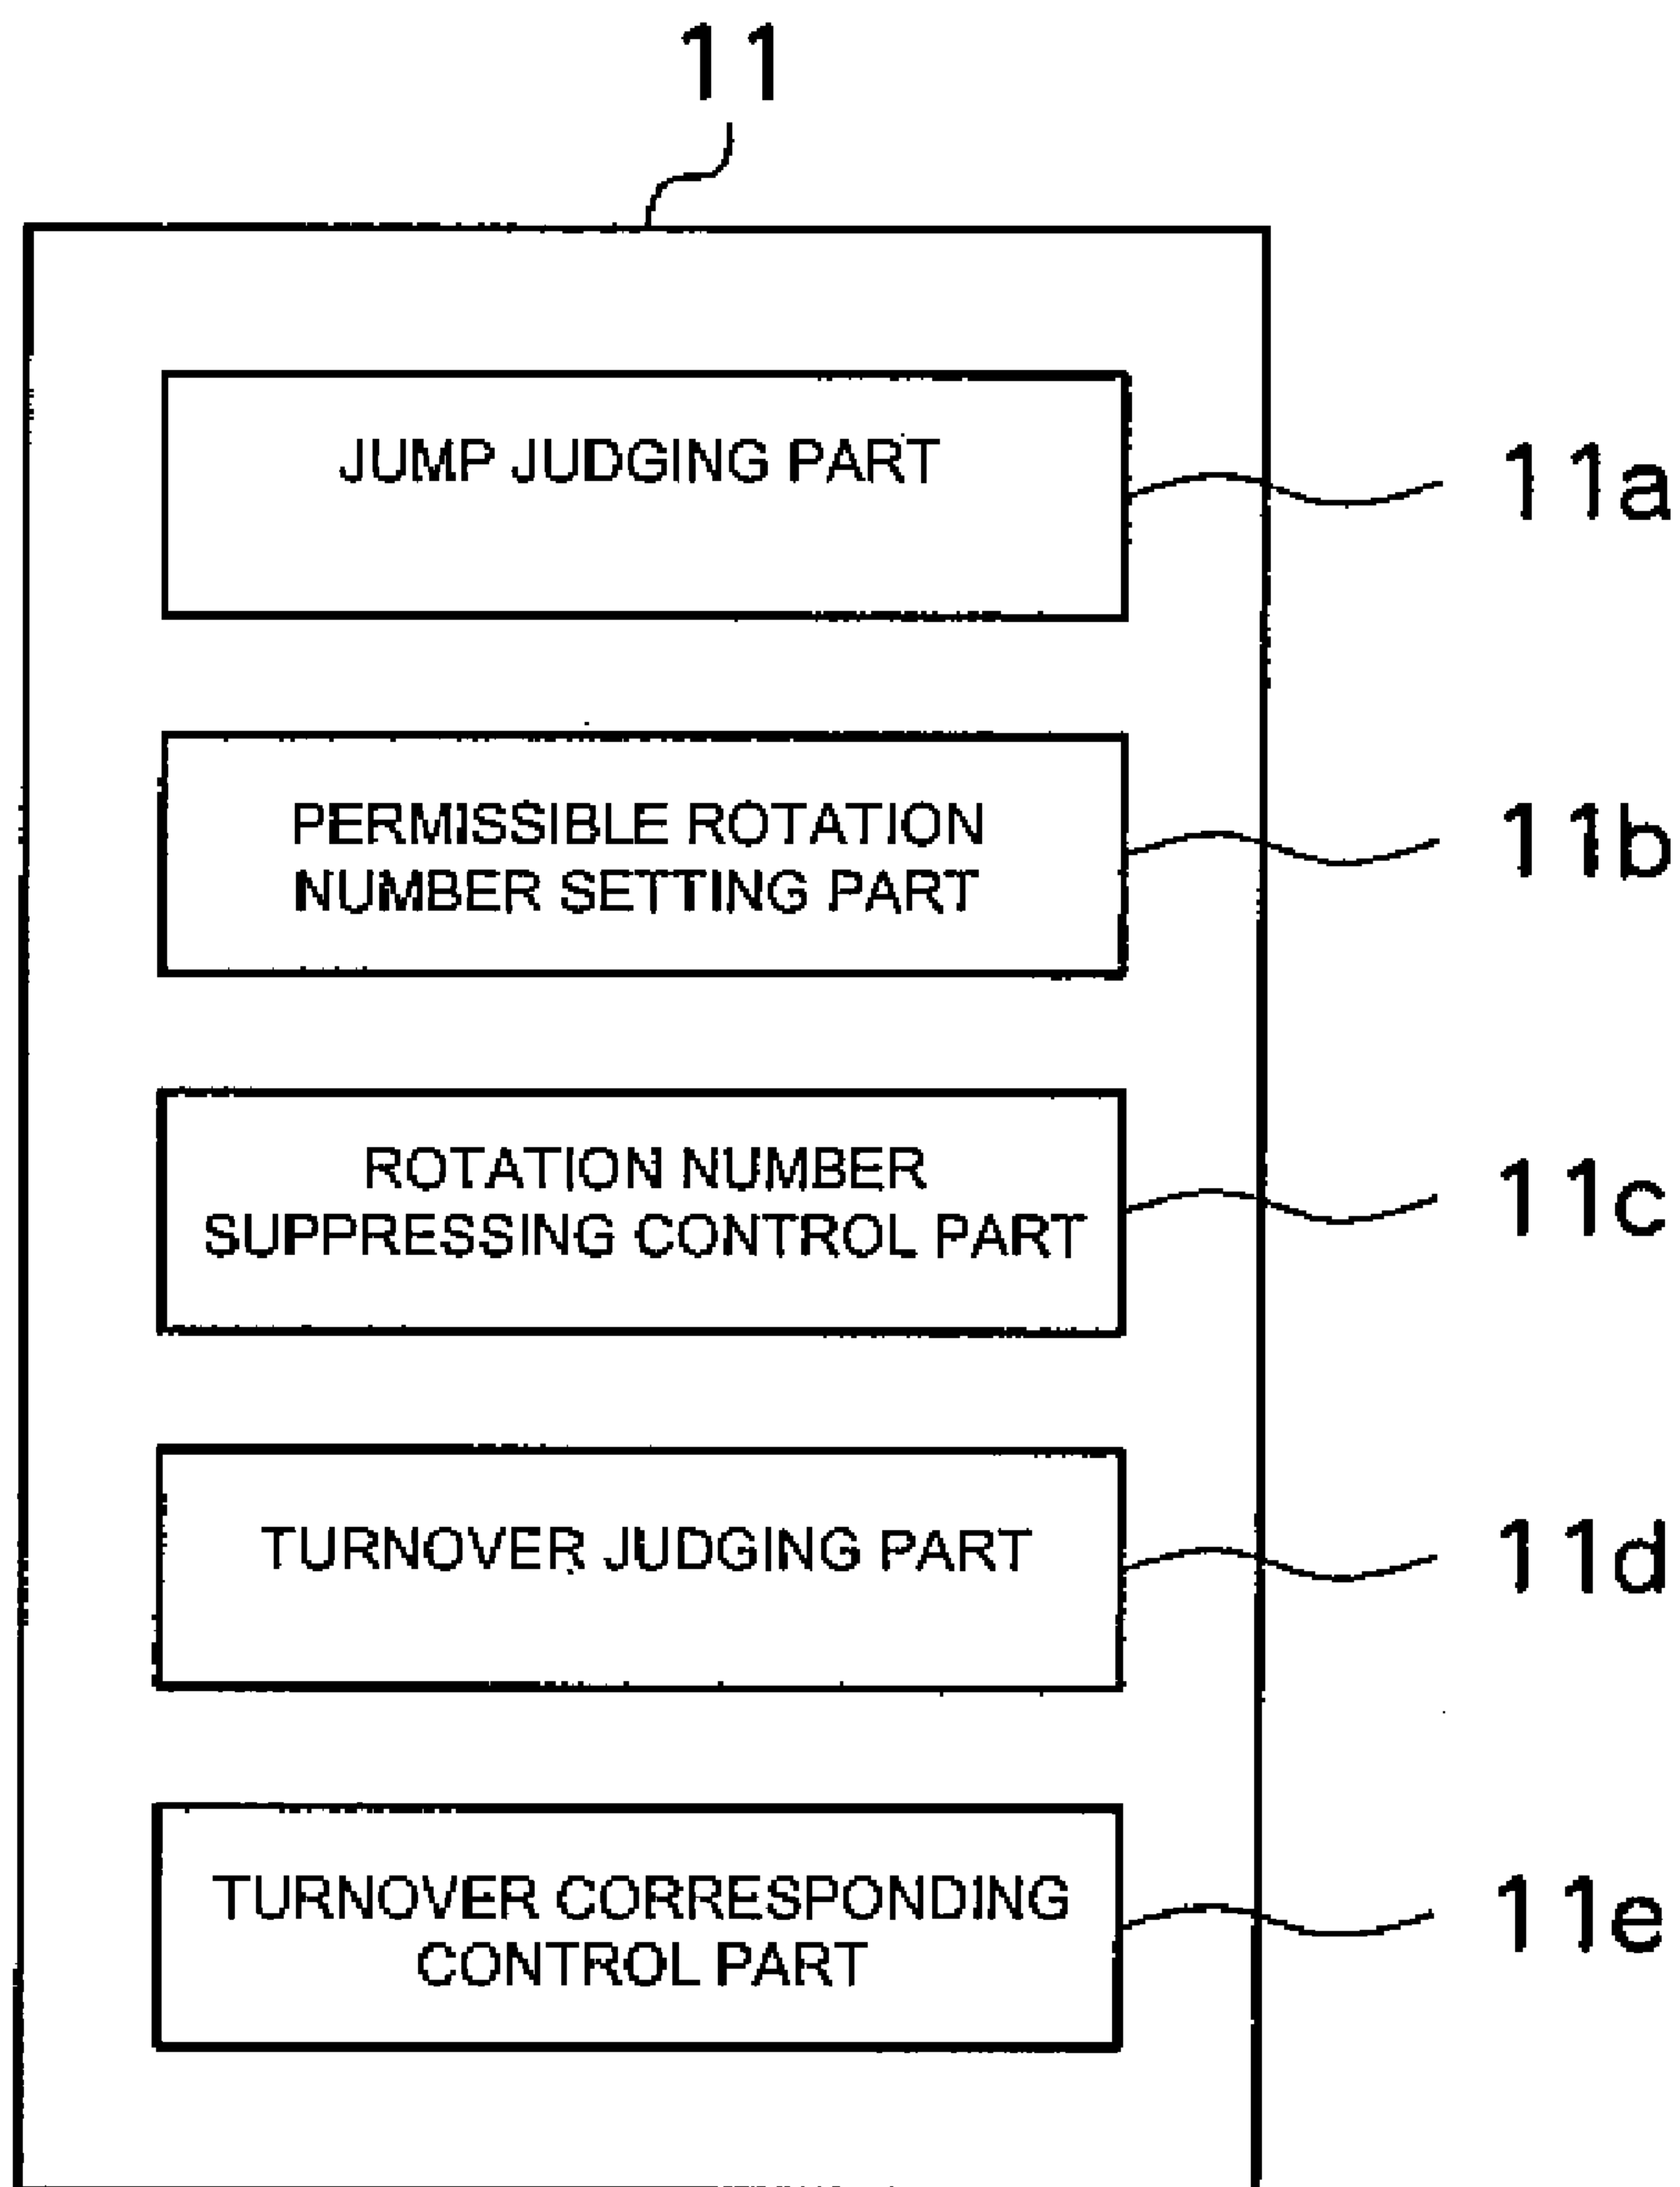 11
JUMP JUDGING PART
11a
PERMISSIBLE ROTATION
NUMBER SETTING PART
11b
ROTATION NUMBER
SUPPRESSING CONTROL PART
11c
TURNOVER JUDGING PART
11d
TURNOVER CORRESPONDING
CONTROL PART
11e